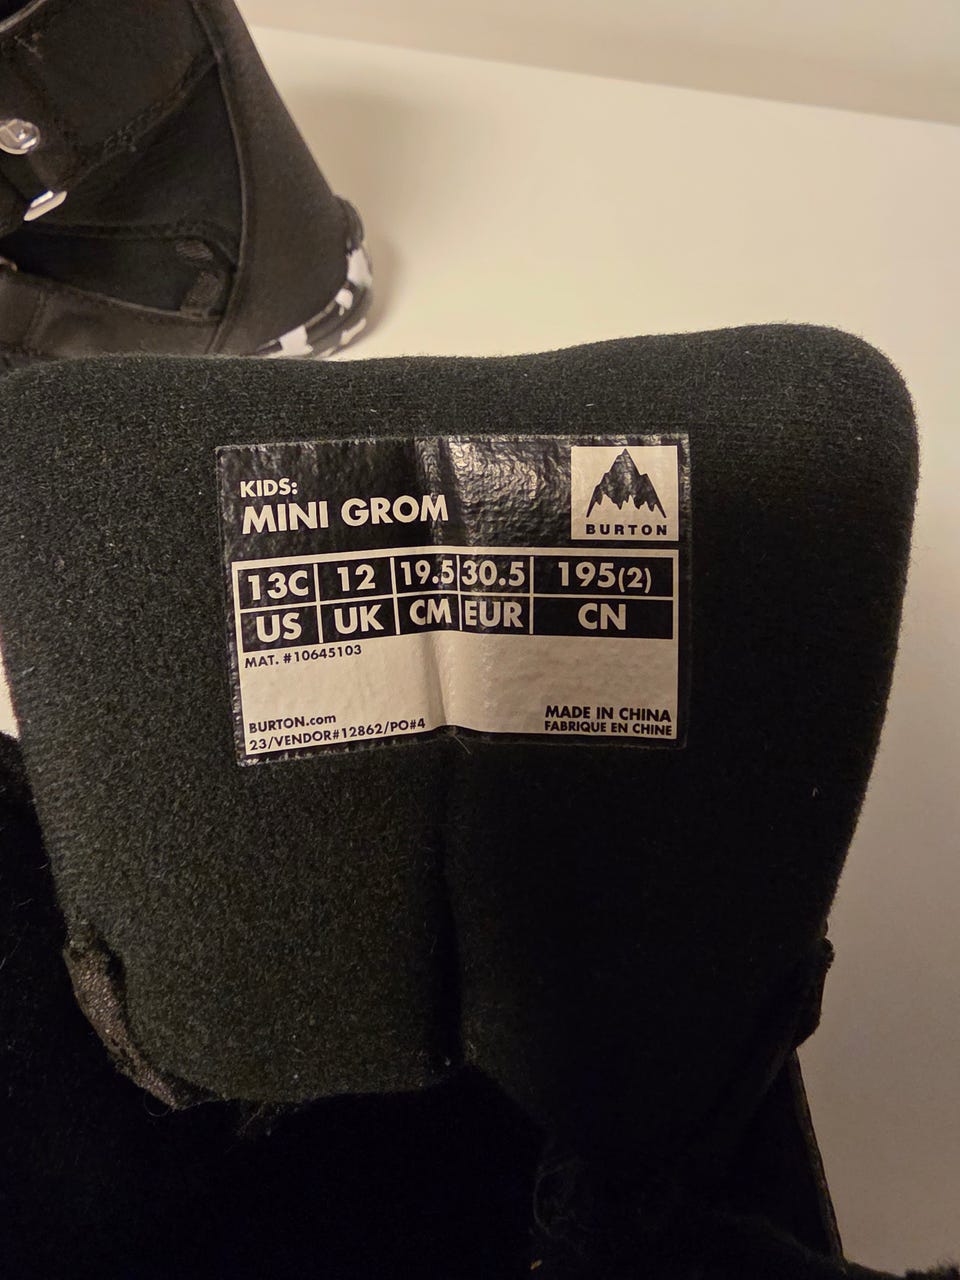 KIDS:
MINI GROM
BURTON
13C 12 19.5 30.5 195(2)
US UK CM EUR CN
MAT. #10645103
BURTON.com
23/VENDOR#12862/PO#4
MADE IN CHINA
FABRIQUE EN CHINE